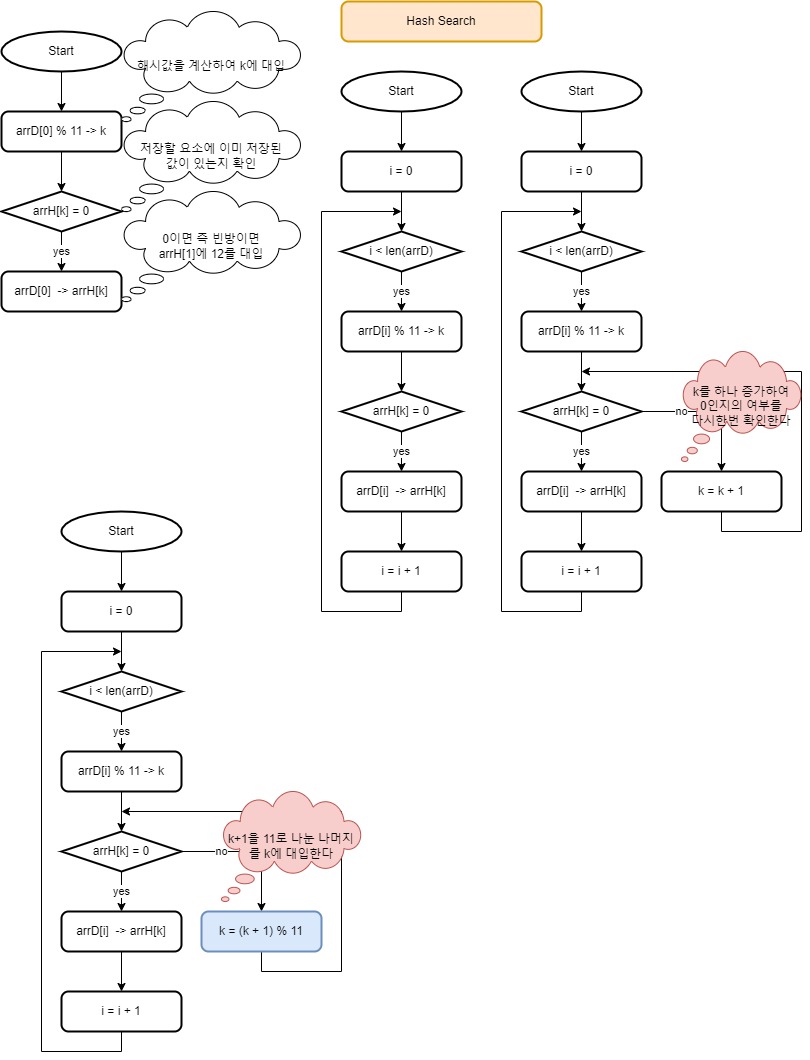 Hash Search
Start
해시값을 계산하여 k에 대입
arrD[0] % 11 -> k
저장할 요소에 이미 저장된
값이 있는지 확인
arrH[k] = 0
yes
0이면 즉 빈방이면
arrH[1]에 12를 대입
arrD[0] -> arrH[k]
Start
i = 0
i < len(arrD)
yes
arrD[i] % 11 -> k
arrH[k] = 0
yes
arrD[i] -> arrH[k]
i = i + 1
Start
i = 0
i < len(arrD)
yes
arrD[i] % 11 -> k
arrH[k] = 0
no
k를 하나 증가하여
0인지의 여부를
다시한번 확인한다
yes
arrD[i] -> arrH[k]
k = k + 1
i = i + 1
Start
i = 0
i < len(arrD)
yes
arrD[i] % 11 -> k
arrH[k] = 0
no
k+1을 11로 나눈 나머지
를 k에 대입한다
yes
arrD[i] -> arrH[k]
k = (k + 1) % 11
i = i + 1